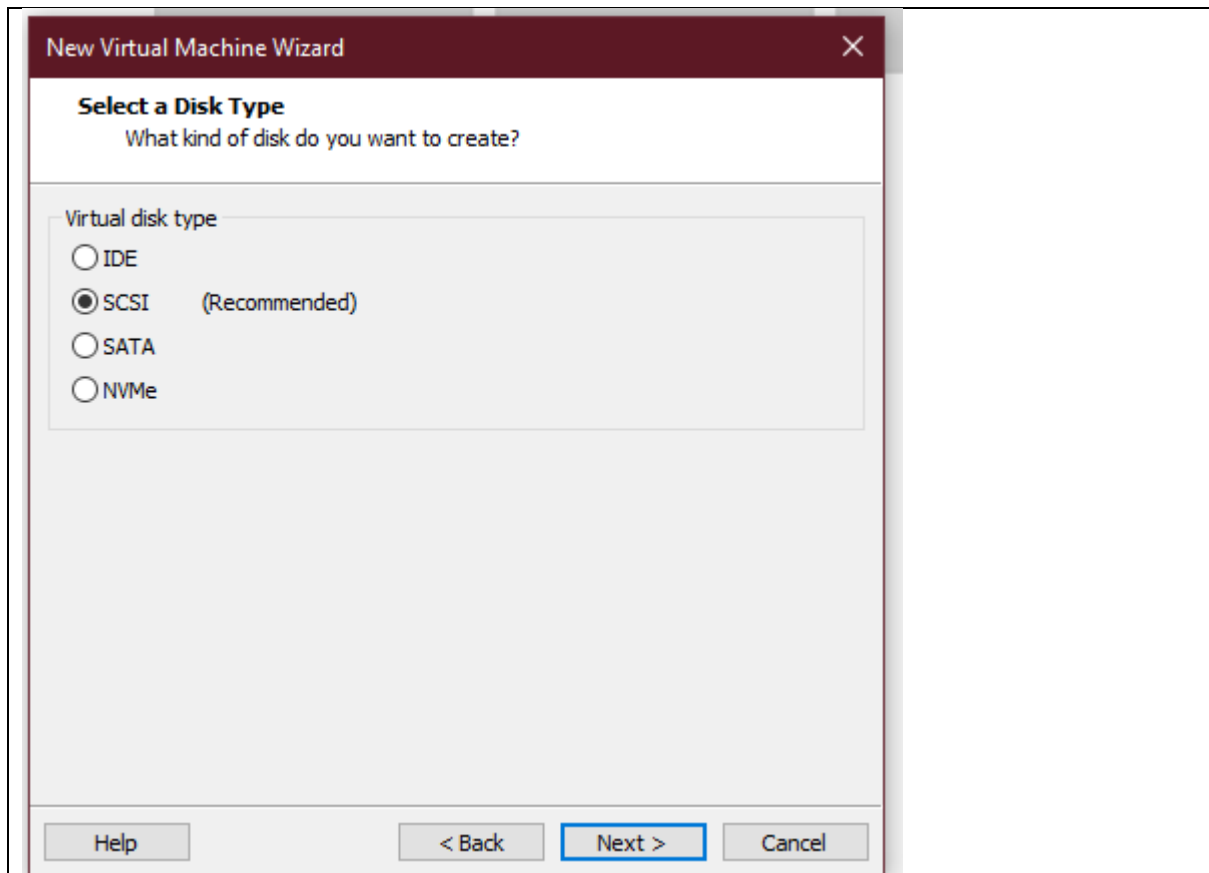 New Virtual Machine Wizard
Select a Disk Type
What kind of disk do you want to create?
Virtual disk type
IDE
SCSI (Recommended)
SATA
NVMe
Help < Back Next > Cancel